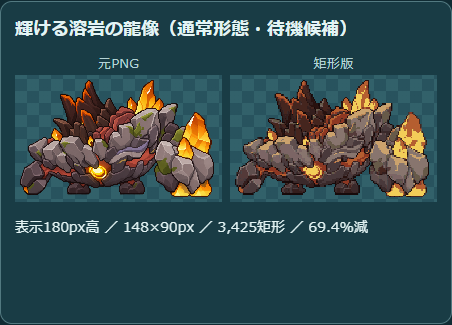 輝ける溶岩の龍像（通常形態・待機候補）
元PNG
矩形版
表示180px高 ／ 148×90px ／ 3,425矩形 ／ 69.4%減